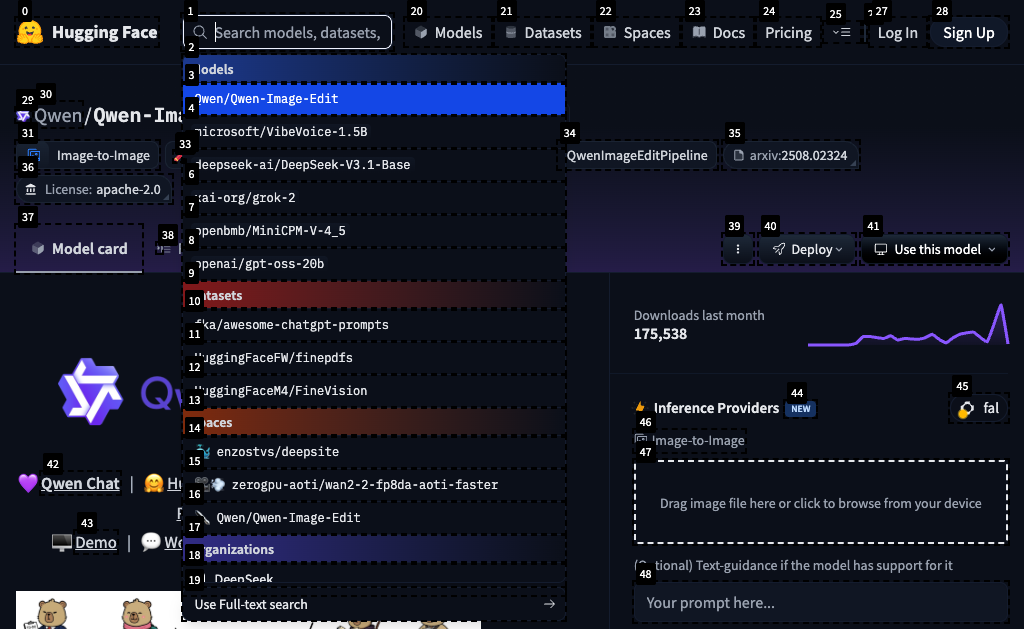 0 1 20 21 22 23 24 25 27 28
Hugging Face
Search models, datasets,
Models
Datasets
Spaces
Docs
Pricing
Log In
Sign Up
2
Models
3
Qwen/Qwen-Image-Edit
4
microsoft/VibeVoice-1.5B
deepseek-ai/DeepSeek-V3.1-Base
6
xai-org/grok-2
7
openbmb/MiniCPM-V-4_5
8
openai/gpt-oss-20b
9
Datasets
10
fka/awesome-chatgpt-prompts
11
HuggingFaceFW/finepdfs
12
HuggingFaceM4/FineVision
13
Spaces
14
enzostvs/deepsite
15
zerogpu-aoti/wan2-2-fp8da-aoti-faster
16
Qwen/Qwen-Image-Edit
17
Organizations
18
DeepSeek
19
Use Full-text search
29 30
Qwen/Qwen-Ima
31 33 34 35
Image-to-Image
QwenImageEditPipeline
arxiv:2508.02324
36
License: apache-2.0
37 38 39 40 41
Model card
Deploy
Use this model
Downloads last month
175,538
44 45
Inference Providers NEW
fal
46
Image-to-Image
47
Drag image file here or click to browse from your device
(Optional) Text-guidance if the model has support for it
48
Your prompt here...
42
Qwen Chat |
43
Demo |